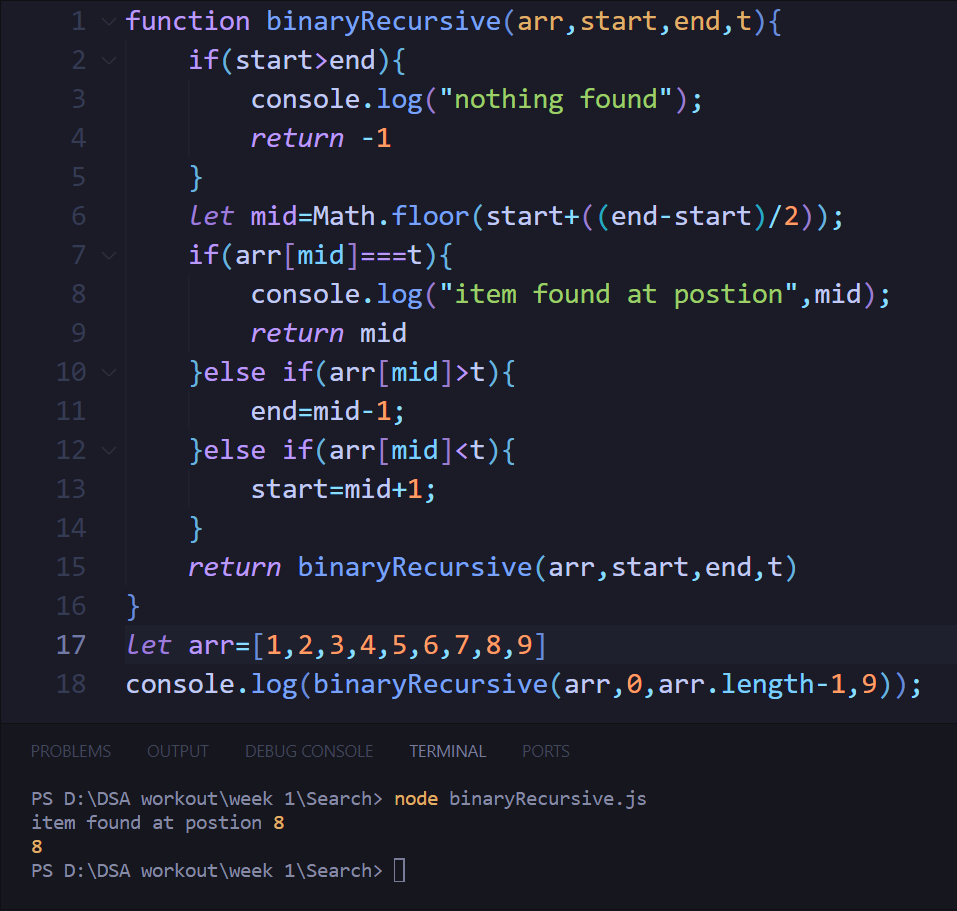 1 function binaryRecursive(arr,start,end,t){
2     if(start>end){
3         console.log("nothing found");
4         return -1
5     }
6     let mid=Math.floor(start+((end-start)/2));
7     if(arr[mid]===t){
8         console.log("item found at postion",mid);
9         return mid
10     }else if(arr[mid]>t){
11         end=mid-1;
12     }else if(arr[mid]<t){
13         start=mid+1;
14     }
15     return binaryRecursive(arr,start,end,t)
16 }
17 let arr=[1,2,3,4,5,6,7,8,9]
18 console.log(binaryRecursive(arr,0,arr.length-1,9));
PROBLEMS OUTPUT DEBUG CONSOLE TERMINAL PORTS
PS D:\DSA workout\week 1\Search> node binaryRecursive.js
item found at postion 8
8
PS D:\DSA workout\week 1\Search>